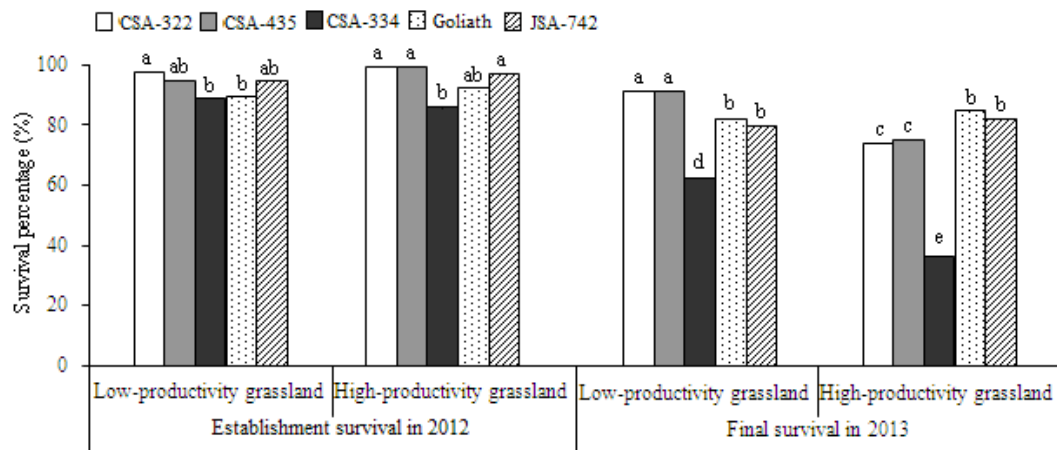 CSA-322 CSA-435 CSA-334 Goliath JSA-742
Survival percentage (%)
100
80
60
40
20
0
a ab b b ab a a b ab a a a d b b c c e b b
Low-productivity grassland High-productivity grassland Low-productivity grassland High-productivity grassland
Establishment survival in 2012 Final survival in 2013